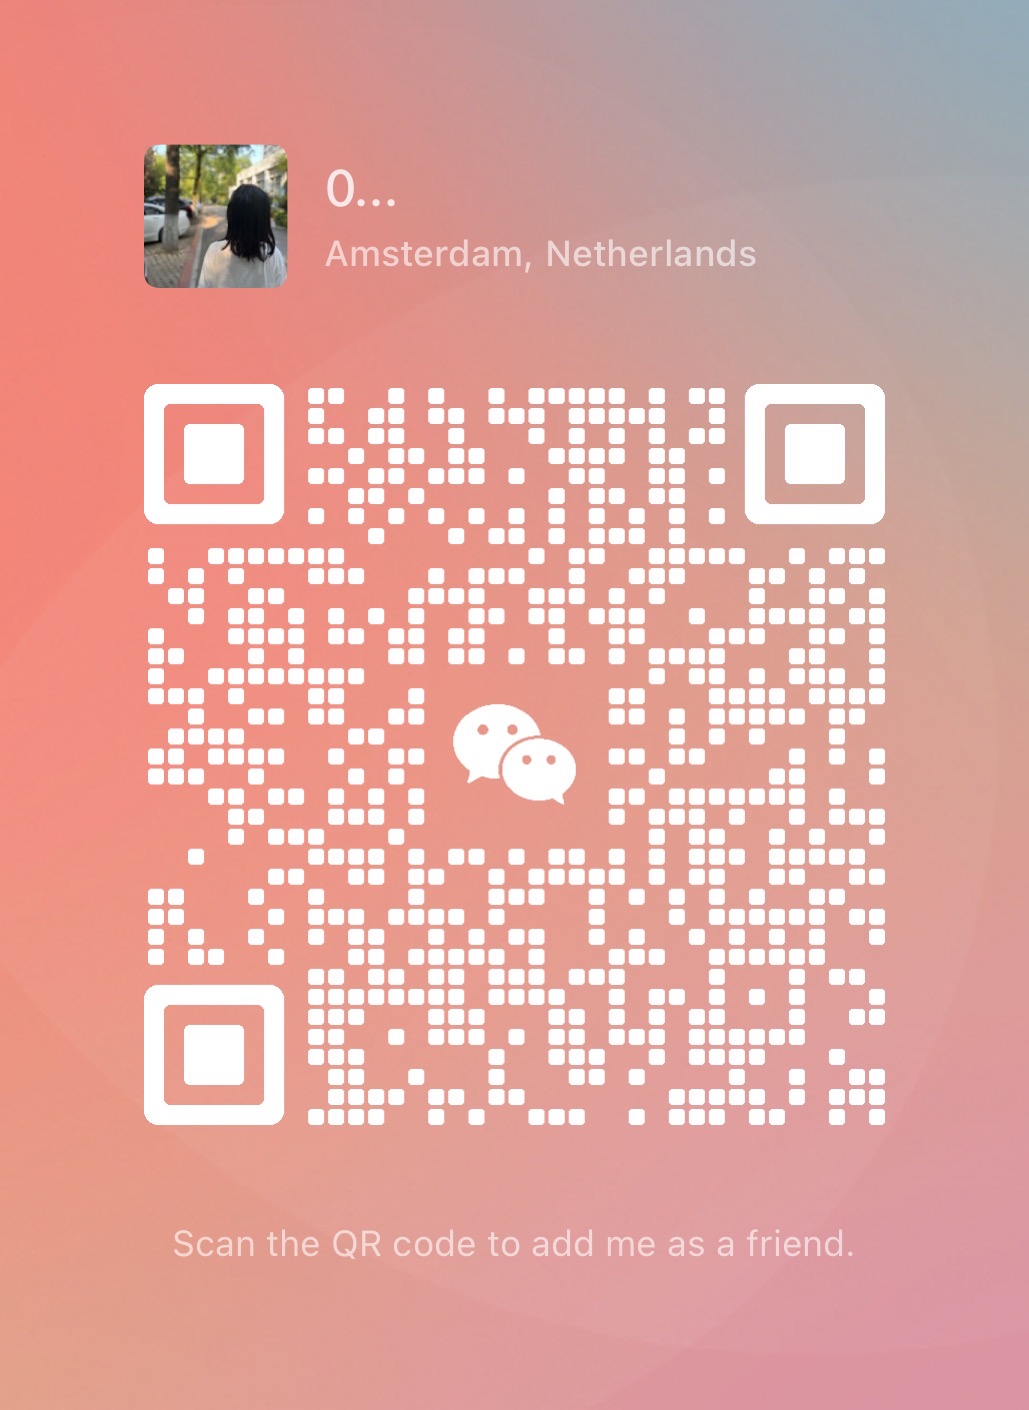 0...
Amsterdam, Netherlands
Scan the QR code to add me as a friend.